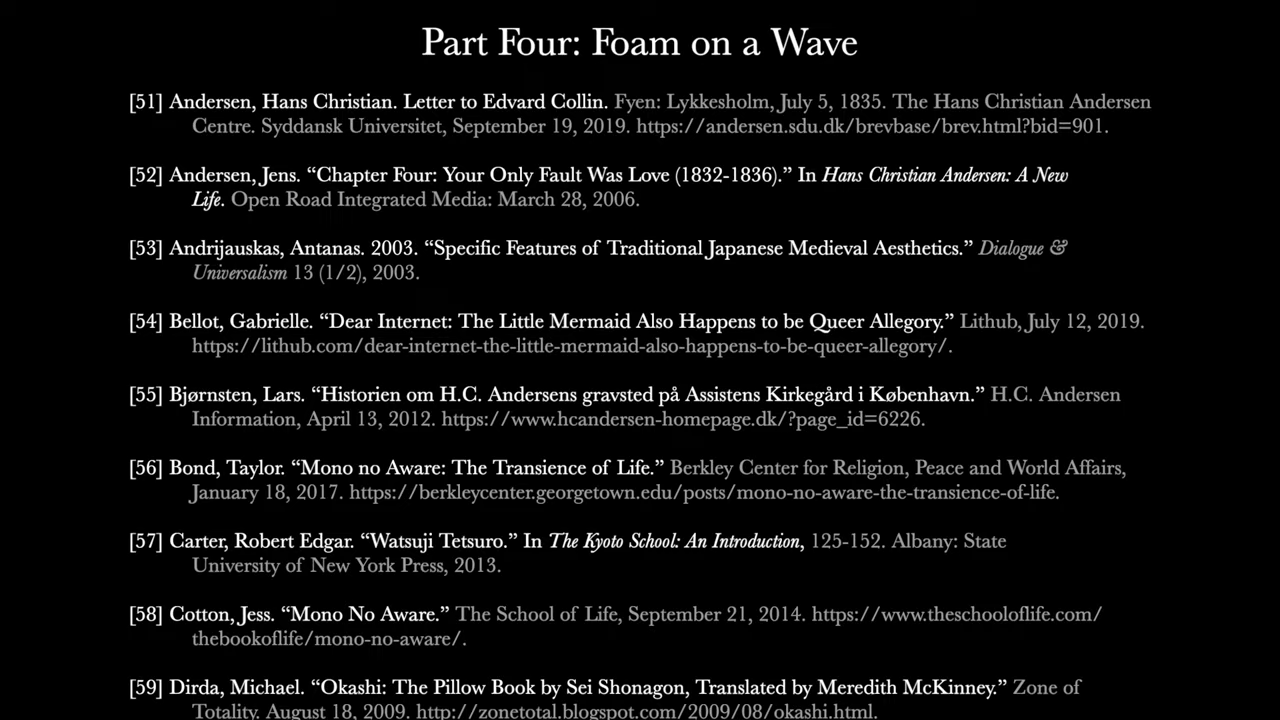 Part Four: Foam on a Wave
[51] Andersen, Hans Christian. Letter to Edvard Collin. Fyen: Lykkesholm, July 5, 1835. The Hans Christian Andersen
Centre. Syddansk Universitet, September 19, 2019. https://andersen.sdu.dk/brevbase/brev.html?bid=901.
[52] Andersen, Jens. “Chapter Four: Your Only Fault Was Love (1832-1836).” In Hans Christian Andersen: A New
Life. Open Road Integrated Media: March 28, 2006.
[53] Andrijauskas, Antanas. 2003. “Specific Features of Traditional Japanese Medieval Aesthetics.” Dialogue &
Universalism 13 (1/2), 2003.
[54] Bellot, Gabrielle. “Dear Internet: The Little Mermaid Also Happens to be Queer Allegory.” Lithub, July 12, 2019.
https://lithub.com/dear-internet-the-little-mermaid-also-happens-to-be-queer-allegory/.
[55] Bjørnsten, Lars. “Historien om H.C. Andersens gravsted på Assistens Kirkegård i København.” H.C. Andersen
Information, April 13, 2012. https://www.hcandersen-homepage.dk/?page_id=6226.
[56] Bond, Taylor. “Mono no Aware: The Transience of Life.” Berkley Center for Religion, Peace and World Affairs,
January 18, 2017. https://berkleycenter.georgetown.edu/posts/mono-no-aware-the-transience-of-life.
[57] Carter, Robert Edgar. “Watsuji Tetsuro.” In The Kyoto School: An Introduction, 125-152. Albany: State
University of New York Press, 2013.
[58] Cotton, Jess. “Mono No Aware.” The School of Life, September 21, 2014. https://www.theschooloflife.com/
thebookoflife/mono-no-aware/.
[59] Dirda, Michael. “Okashi: The Pillow Book by Sei Shonagon, Translated by Meredith McKinney.” Zone of
Totality. August 18, 2009. http://zonetotal.blogspot.com/2009/08/okashi.html.